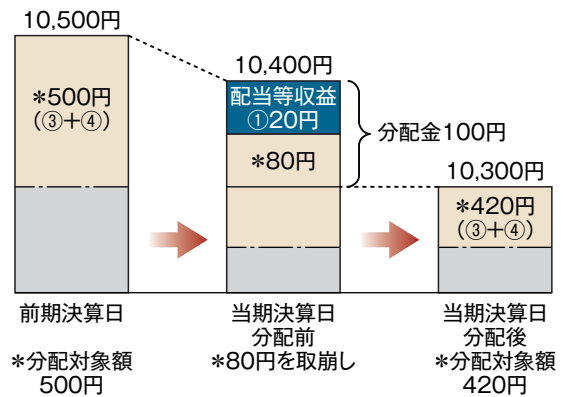 10,500円
*500円
(③+④)
10,400円
配当等収益
①20円
*80円
分配金100円
10,300円
*420円
(③+④)
前期決算日
*分配対象額
500円
当期決算日
分配前
*80円を取崩し
当期決算日
分配後
*分配対象額
420円